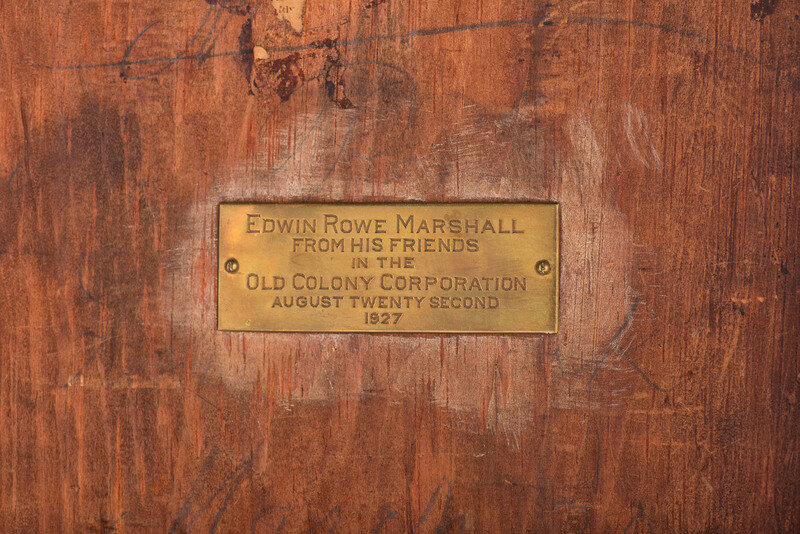 EDWIN ROWE MARSHALL
FROM HIS FRIENDS
IN THE
OLD COLONY CORPORATION
AUGUST TWENTY SECOND
1927